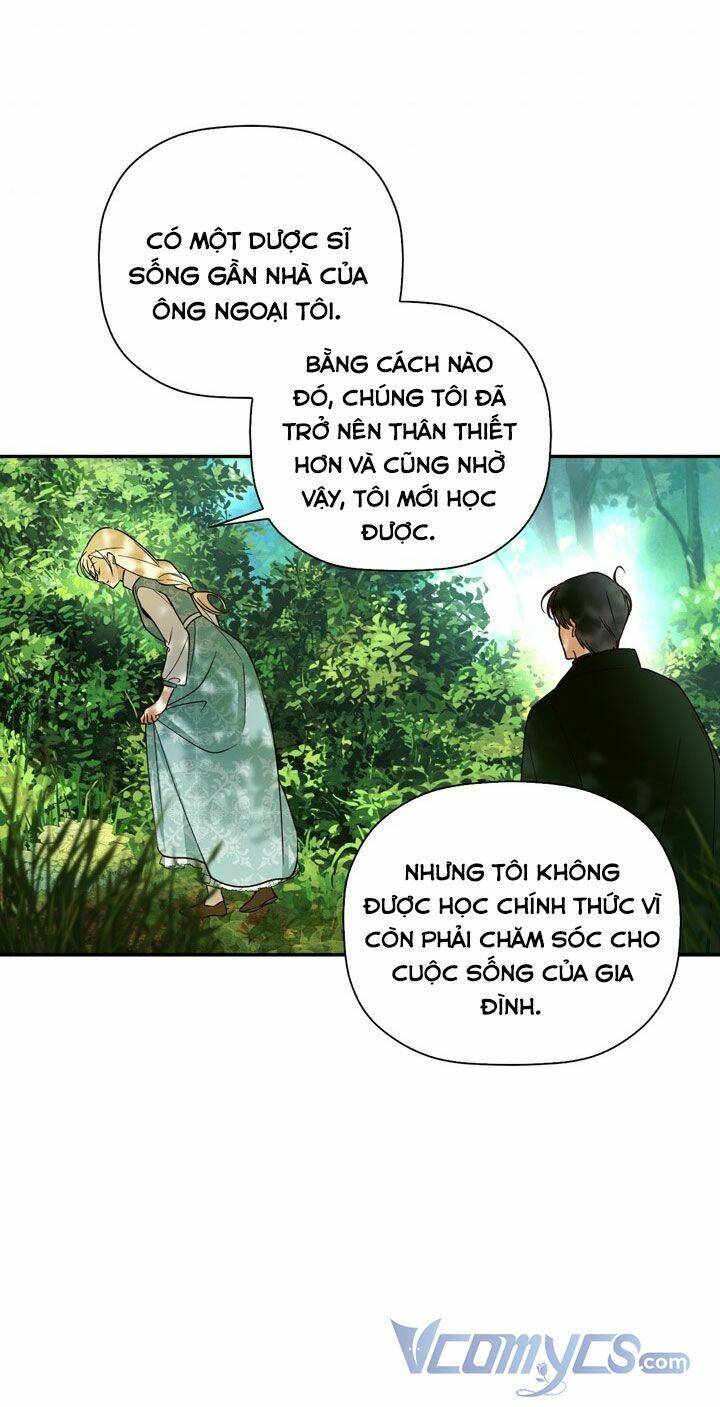 CÓ MỘT DƯỢC SĨ
SỐNG GẦN NHÀ CỦA
ÔNG NGOẠI TÔI.
BẰNG CÁCH NÀO
ĐÓ, CHÚNG TÔI ĐÃ
TRỞ NÊN THÂN THIẾT
HƠN VÀ CŨNG NHỜ
VẬY, TÔI MỚI HỌC
ĐƯỢC.
NHƯNG TÔI KHÔNG
ĐƯỢC HỌC CHÍNH THỨC VÌ
CÒN PHẢI CHĂM SÓC CHO
CUỘC SỐNG CỦA GIA
ĐÌNH.
VCOMYCS.com